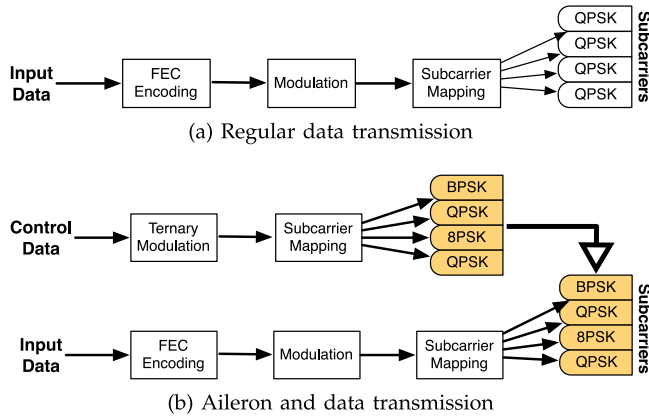 Input Data
FEC Encoding
Modulation
Subcarrier Mapping
QPSK
QPSK
QPSK
QPSK
Subcarriers
(a) Regular data transmission
Control Data
Ternary Modulation
Subcarrier Mapping
BPSK
QPSK
8PSK
QPSK
Input Data
FEC Encoding
Modulation
Subcarrier Mapping
BPSK
QPSK
8PSK
QPSK
Subcarriers
(b) Aileron and data transmission